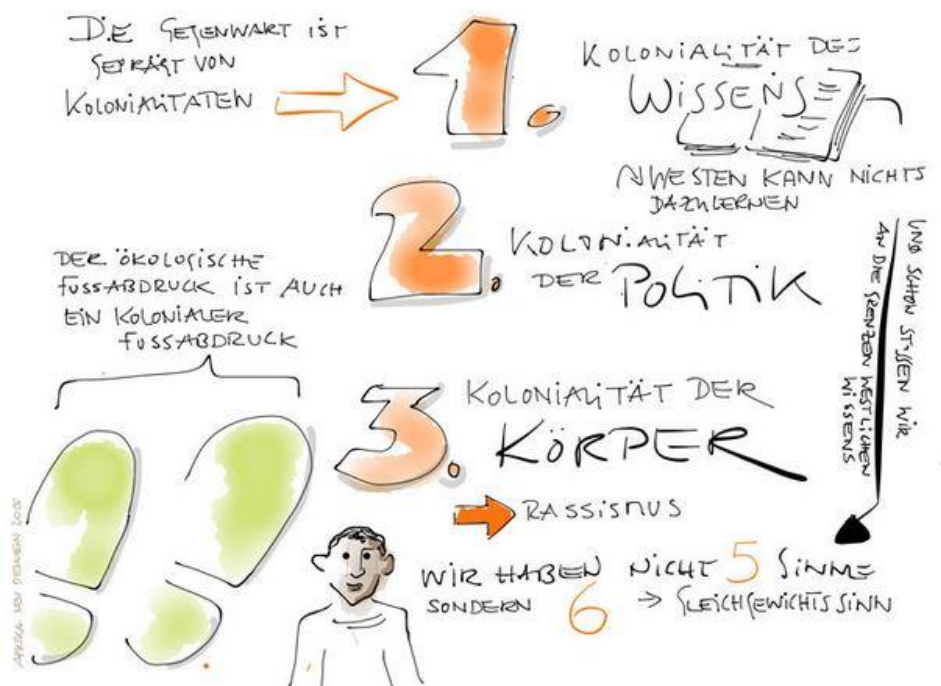 DIE GEGENWART IST
GEPRÄGT VON
KOLONIALITATEN
1.
KOLONIALITÄT DES
WISSENS
~ WESTEN KANN NICHTS
DAZULERNEN
2.
KOLONIALITÄT
DER POLITIK
UND SCHON STOSSEN WIR
AN DIE GRENZEN WESTLICHEN
WISSENS
DER ÖKOLOGISCHE
FUSSABDRUCK IST AUCH
EIN KOLONIALER
FUSSABDRUCK
3.
KOLONIALITÄT DER
KÖRPER
RASSISMUS
WIR HABEN NICHT 5 SINNE
SONDERN 6 → GLEICHGEWICHTSSINN
AFRIKA